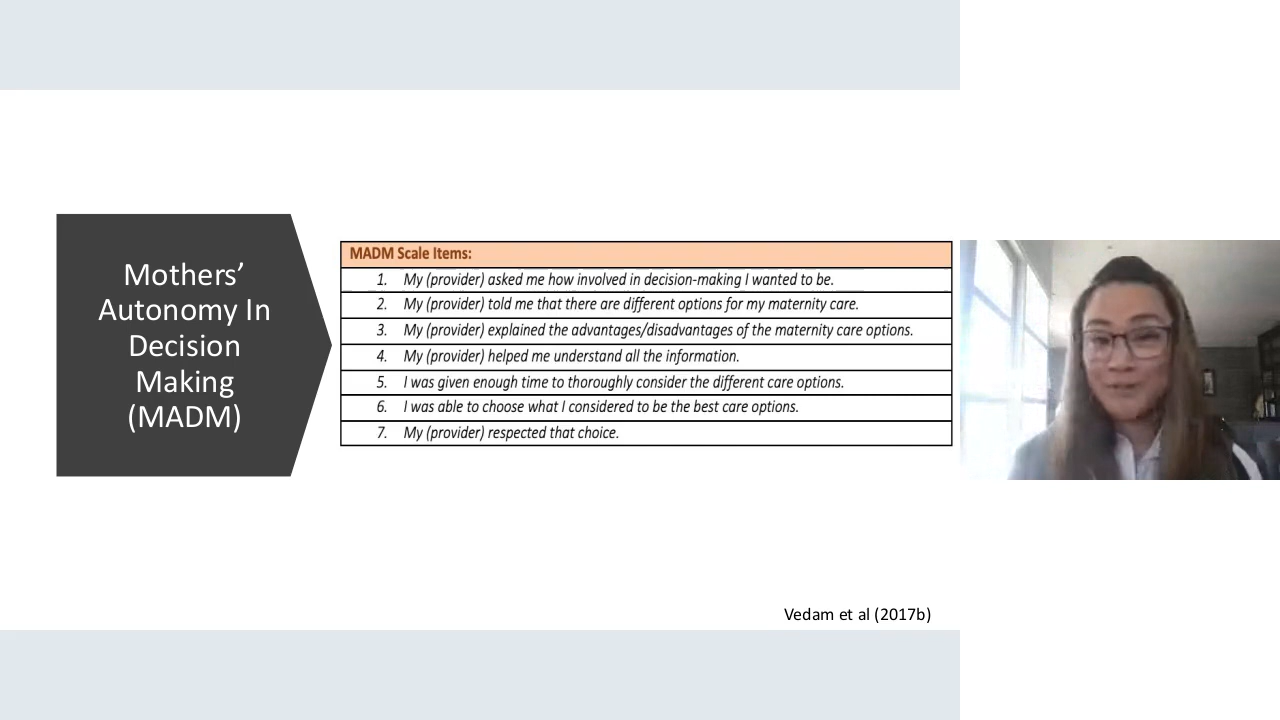 Mothers’
Autonomy In
Decision
Making
(MADM)
MADM Scale Items:
1. My (provider) asked me how involved in decision-making I wanted to be.
2. My (provider) told me that there are different options for my maternity care.
3. My (provider) explained the advantages/disadvantages of the maternity care options.
4. My (provider) helped me understand all the information.
5. I was given enough time to thoroughly consider the different care options.
6. I was able to choose what I considered to be the best care options.
7. My (provider) respected that choice.
Vedam et al (2017b)